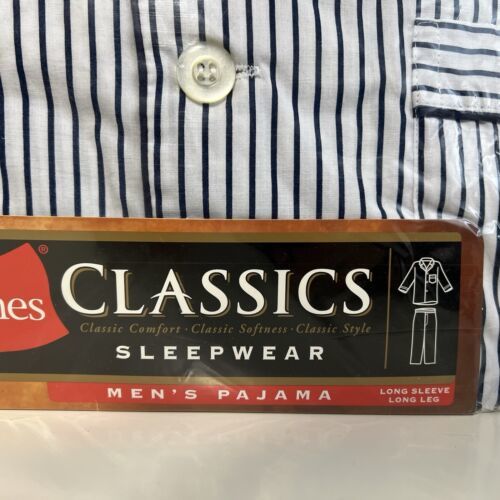 nes®
CLASSICS
Classic Comfort · Classic Softness · Classic Style
SLEEPWEAR
MEN'S PAJAMA
LONG SLEEVE
LONG LEG